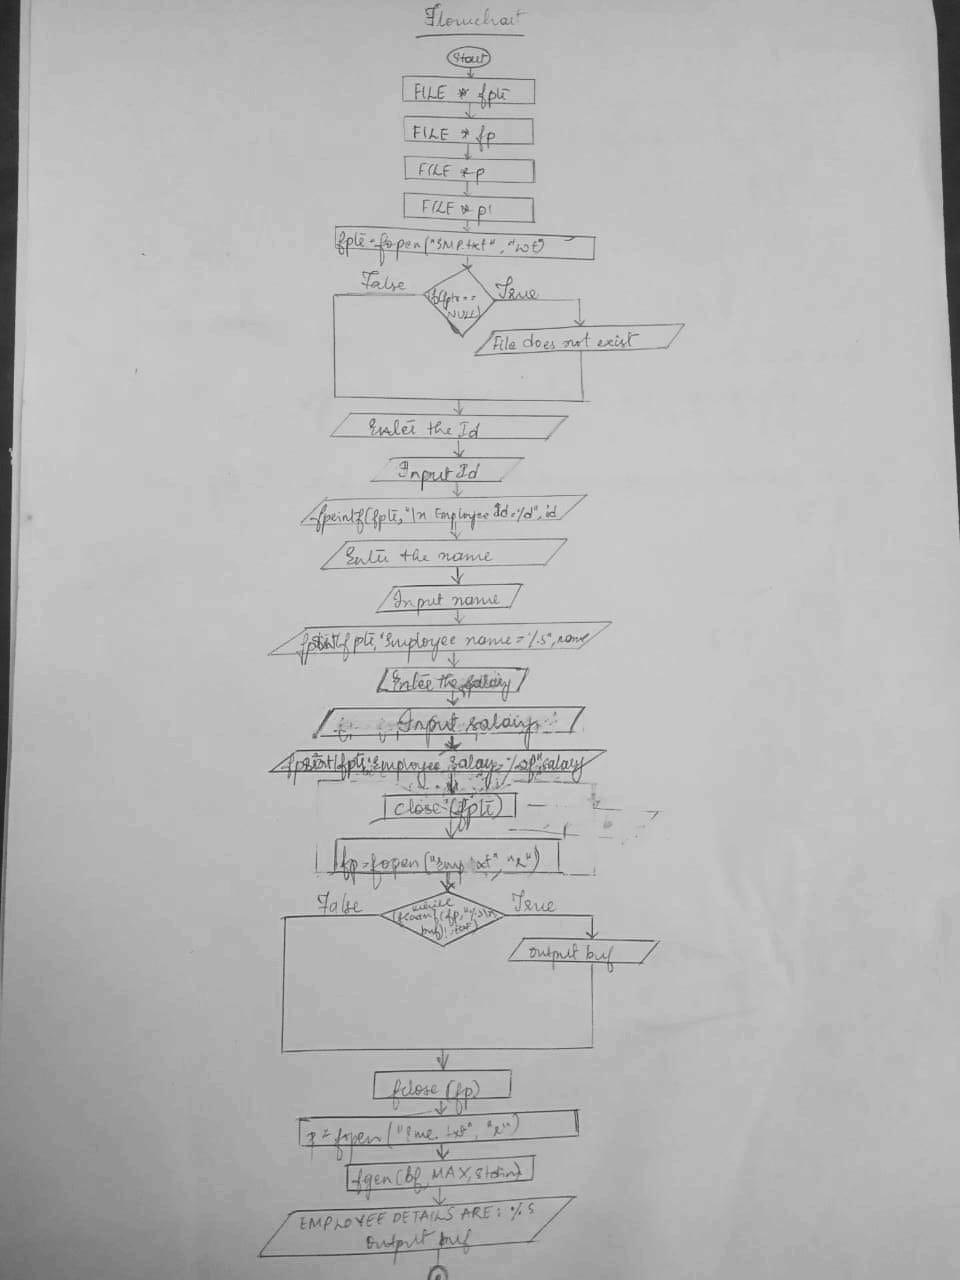 Flowchart
Start
FILE * fptr
FILE * fp
FILE * p
FILE * p1
fptr=fopen("EMP.txt", "wt")
False
True
if(fptr==
NULL)
File does not exist
Enter the Id
Input Id
fprintf(fptr,"\n Employee Id=%d",id
Enter the name
Input name
fprintf fptr,"Employee name=%s",name
Enter the salary
Input salary
fprintf(fptr"Employee salary=%.2f",salary
close(fptr)
fp=fopen("Emp.txt", "r")
False
True
while
(fscanf(fp,"%s\n
buf)!=
output buf
fclose(fp)
p=fopen("Eme.txt", "r")
(bf MAX,stdin)
EMPLOYEE DETAILS ARE: %S
output buf